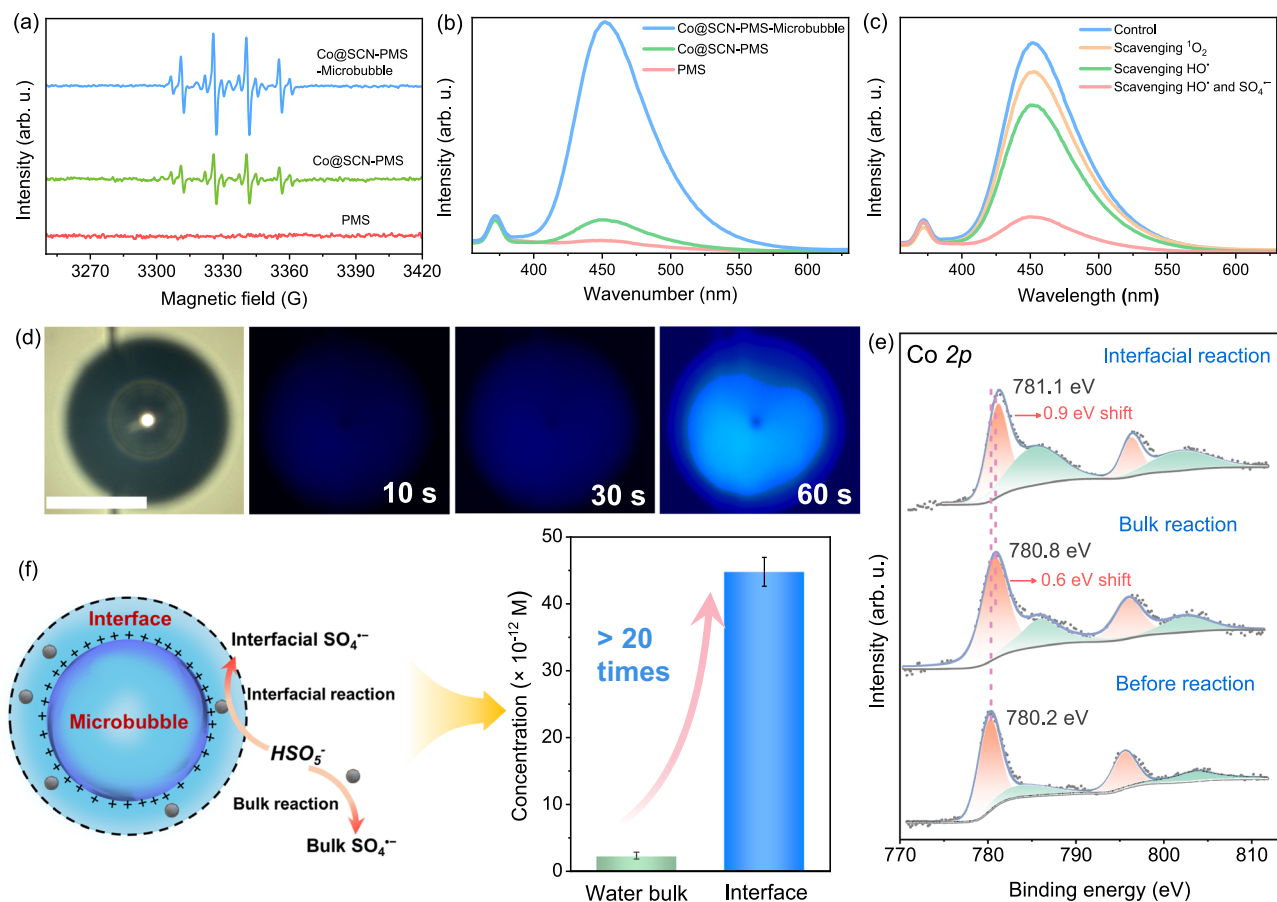 (a)
Co@SCN-PMS
-Microbubble
Co@SCN-PMS
PMS
Intensity (arb. u.)
3270 3300 3330 3360 3390 3420
Magnetic field (G)
(b)
Co@SCN-PMS-Microbubble
Co@SCN-PMS
PMS
Intensity (arb. u.)
400 450 500 550 600
Wavenumber (nm)
(c)
Control
Scavenging ¹O₂
Scavenging HO•
Scavenging HO• and SO₄•−
Intensity (arb. u.)
350 400 450 500 550 600
Wavelength (nm)
(d)
10 s
30 s
60 s
(e)
Co 2p
Interfacial reaction
781.1 eV
0.9 eV shift
Bulk reaction
780.8 eV
0.6 eV shift
Before reaction
780.2 eV
Intensity (arb. u.)
770 780 790 800 810
Binding energy (eV)
(f)
Interface
Microbubble
Interfacial SO₄•−
Interfacial reaction
HSO₅⁻
Bulk reaction
Bulk SO₄•−
Concentration (× 10⁻¹² M)
50
40
30
20
10
0
> 20
times
Water bulk
Interface